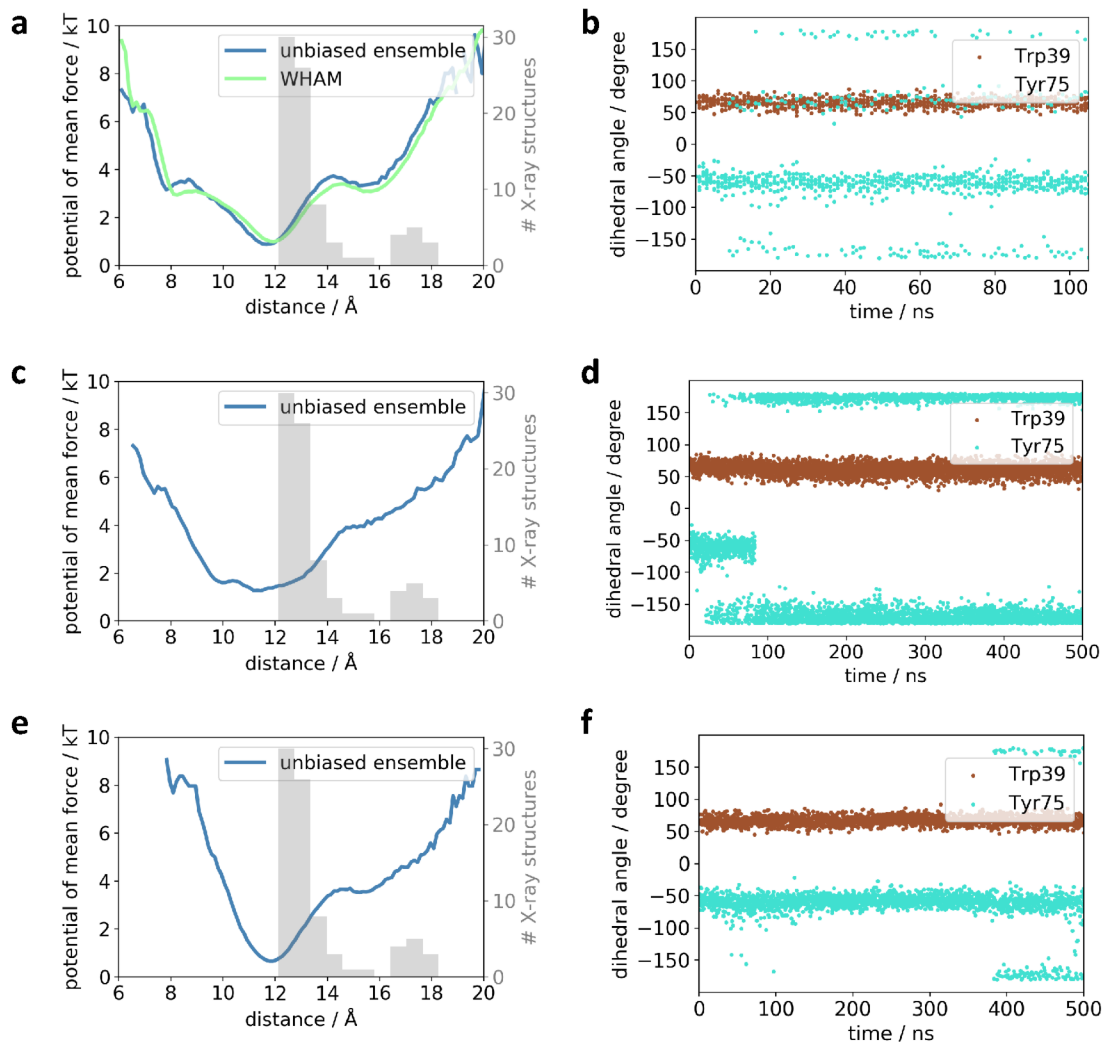 a
potential of mean force / kT
10
8
6
4
2
0
unbiased ensemble
WHAM
30
20
10
0
# X-ray structures
6 8 10 12 14 16 18 20
distance / Å
b
dihedral angle / degree
150
100
50
0
−50
−100
−150
Trp39
Tyr75
0 20 40 60 80 100
time / ns
c
potential of mean force / kT
10
8
6
4
2
0
unbiased ensemble
30
20
10
0
# X-ray structures
6 8 10 12 14 16 18 20
distance / Å
d
dihedral angle / degree
150
100
50
0
−50
−100
−150
Trp39
Tyr75
0 100 200 300 400 500
time / ns
e
potential of mean force / kT
10
8
6
4
2
0
unbiased ensemble
30
20
10
0
# X-ray structures
6 8 10 12 14 16 18 20
distance / Å
f
dihedral angle / degree
150
100
50
0
−50
−100
−150
Trp39
Tyr75
0 100 200 300 400 500
time / ns